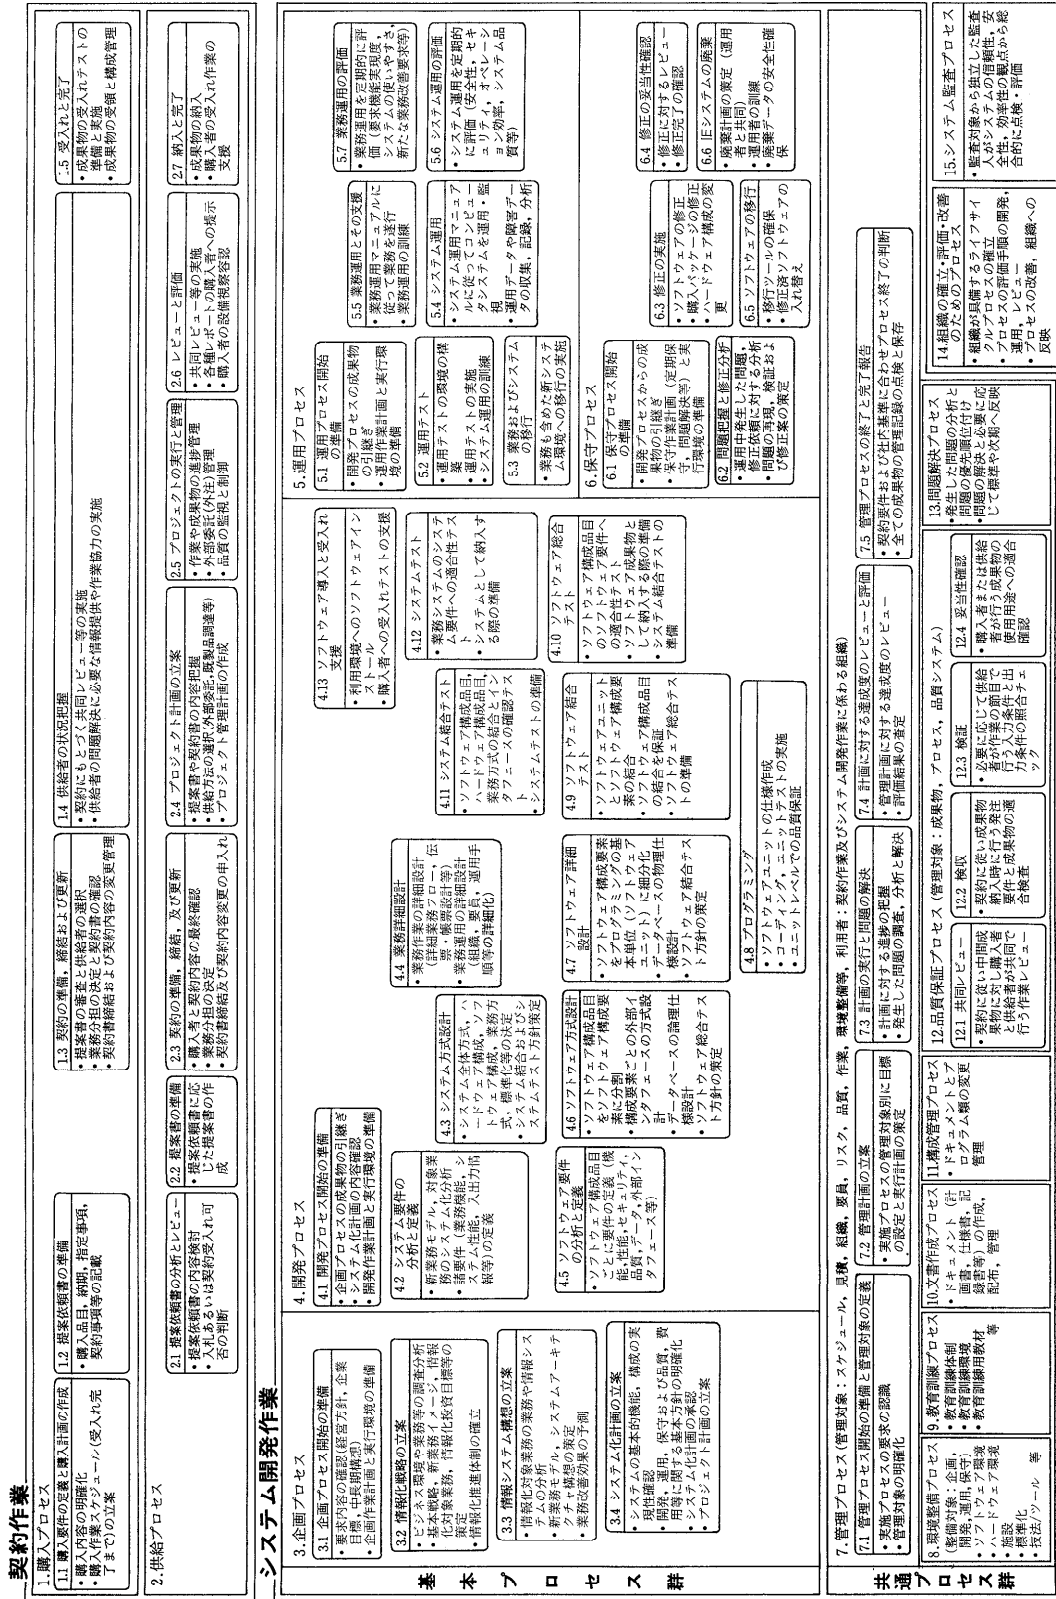 契約作業
1.購入プロセス
1.1 購入要件の定義と購入計画の作成
・購入内容の明確化
・購入作業スケジュール(受入れ完
了まで)の立案
1.2 提案依頼書の準備
・購入品目,納期,指定事項,
契約事項等の記載
1.3 契約の準備,締結および更新
・提案書の審査と供給者の選択
・業務分担の決定と契約書の確認
・契約書締結および契約内容の変更管理
1.4 供給者の状況把握
・契約にもとづく共同レビュー等の実施
・供給者の問題解決に必要な情報提供や作業協力の実施
1.5 受入れと完了
・成果物の受入れテストの
準備と実施
・成果物の受領と構成管理
2.供給プロセス
2.1 提案依頼書の分析とレビュー
・提案依頼書の内容検討
・入札あるいは契約受入れ可
否の判断
2.2 提案書の準備
・提案依頼書に応
じた提案書の作
成
2.3 契約の準備,締結,及び更新
・購入者と契約内容の最終確認
・業務分担の決定
・契約書締結及び契約内容変更の申入れ
2.4 プロジェクト計画の立案
・提案書や契約書の内容把握
・供給方法の選択(外部委託,既製品調達等)
・プロジェクト管理計画の作成
2.5 プロジェクトの実行と管理
・作業や成果物の進捗管理
・外部委託(外注)管理
・品質の監視と制御
2.6 レビューと評価
・共同レビュー等の実施
・各種レポートの購入者への提示
・購入者の設備視察容認
2.7 納入と完了
・成果物の納入
・購入者の受入れ作業の
支援
システム開発作業
基本プロセス群
3.企画プロセス
3.1 企画プロセス開始の準備
・要求内容の確認(経営方針,企業
目標,中長期構想)
・企画作業計画と実行環境の準備
3.2 情報化戦略の立案
・ビジネス環境や業務等の調査分析
・基本戦略,新業務イメージ,情報
化対象業務,情報化投資目標等の
策定
・情報化推進体制の確立
3.3 情報システム構想の立案
・情報化対象業務の業務や情報シス
テムの分析
・新業務モデル,システムアーキテ
クチャ構想の策定
・業務改善効果の予測
3.4 システム化計画の立案
・システムの基本的機能,構成の実
現性確認
・開発,運用,保守および品質,費
用等に関する基本方針の明確化
・システム化計画の承認
・プロジェクト計画の立案
4.開発プロセス
4.1 開発プロセス開始の準備
・企画プロセスの成果物の引継ぎ
・システム化計画の内容確認
・開発作業計画と実行環境の準備
4.2 システム要件の
分析と定義
・新業務モデル,対象業
務のシステム化分析
・諸要件(業務機能,シ
ステム性能,入出力情
報等)の定義
4.3 システム方式設計
・システム全体方式,ハ
ードウェア構成,ソフ
トウェア構成,業務方
式,標準化等の決定
・システム結合およびシ
ステムテスト方針策定
4.4 業務詳細設計
・業務作業の詳細設計
(詳細業務フロー,伝
票・帳票設計等)
・業務運用の詳細設計
(組織,要員,運用手
順等の詳細化)
4.5 ソフトウェア要件
の分析と定義
・ソフトウェア構成品目
ごとに要件の定義(機
能,性能,セキュリティ,
品質,データ,外部イン
タフェース等)
4.6 ソフトウェア方式設計
・ソフトウェア構成品目
をソフトウェア構成要
素に分割
・構成要素ごとの外部イ
ンタフェースの方式設
計
・データベースの論理仕
様設計
・ソフトウェア総合テス
ト方針の策定
4.7 ソフトウェア詳細
設計
・ソフトウェア構成要素
をプログラミングの基
本単位(ソフトウェア
ユニット)に細分化
・データベースの物理仕
様設計
・ソフトウェア結合テス
ト方針の策定
4.8 プログラミング
・ソフトウェアユニットの仕様作成
・コーディング,ユニットテストの実施
・ユニットレベルでの品質保証
4.9 ソフトウェア結合
テスト
・ソフトウェアユニット
とソフトウェア構成要
素の結合
・ソフトウェア構成品目
の結合を保証
・ソフトウェア総合テス
トの準備
4.10 ソフトウェア総合
テスト
・ソフトウェア構成品目
のソフトウェア要件へ
の適合性テスト
・ソフトウェア成果物と
して納入する際の準備
・システム結合テストの
準備
4.11 システム結合テスト
・ソフトウェア構成品目,
ハードウェア構成品目,
業務方式の結合とイン
タフェースの確認テス
ト
・システムテストの準備
4.12 システムテスト
・業務システムのシステ
ム要件への適合性テス
ト
・システムとして納入す
る際の準備
4.13 ソフトウェア導入と受入れ
支援
・利用環境へのソフトウェアイン
ストール
・購入者への受入れテストの支援
5.運用プロセス
5.1 運用プロセス開始
の準備
・開発プロセスの成果物
の引継ぎ
・運用作業計画と実行環
境の準備
5.2 運用テスト
・運用テストの環境の構
築
・運用テストの実施
・システム運用の訓練
5.3 業務およびシステム
の移行
・業務も含めた新システ
ム環境への移行の実施
5.4 システム運用
・システム運用マニュア
ルに従ってコンピュー
タシステムを運用・監
視
・運用データや障害デー
タの収集,記録,分析
5.5 業務運用とその支援
・業務運用マニュアルに
従って業務を遂行
・業務運用の訓練
5.6 システム運用の評価
・システム運用を定期的
に評価(安全性,セキ
ュリティ,オペレーシ
ョン効率,システム品
質等)
5.7 業務運用の評価
・業務運用を定期的に評
価(要求機能実現度,
システムの使いやすさ,
新たな業務改善要求等)
6.保守プロセス
6.1 保守プロセス開始
の準備
・開発プロセスからの成
果物の引継ぎ
・保守作業計画(定期保
守,問題解決等)と実
行環境の準備
6.2 問題把握と修正分析
・運用中発生した問題,
修正依頼に対する分析
・問題の再現,検証およ
び修正案の策定
6.3 修正の実施
・ソフトウェアの修正
・購入パッケージの修正
・ハードウェア構成の変
更
6.4 修正の妥当性確認
・修正に対するレビュー
・修正完了の確認
6.5 ソフトウェアの移行
・移行ツールの確保
・修正済ソフトウェアの
入れ替え
6.6 旧システムの廃棄
・廃棄計画の策定(運用
者と共同)
・運用者の訓練
・廃棄データの安全性確
保
共通プロセス群
7.管理プロセス(管理対象:スケジュール,見積,組織,要員,リスク,品質,作業,環境整備等,利用者:契約作業及びシステム開発作業に係わる組織)
7.1 管理プロセス開始の準備と管理対象の定義
・実施プロセスの要求の認識
・管理対象の明確化
7.2 管理計画の立案
・実施プロセスの管理対象別に目標
の設定と実行計画の策定
7.3 計画の実行と問題の解決
・計画に対する進捗の把握
・発生した問題の調査,分析と解決
7.4 計画に対する達成度のレビューと評価
・管理計画に対する達成度のレビュー
・評価結果の査定
7.5 管理プロセスの終了と完了報告
・契約要件および社内基準に合わせプロセス終了の判断
・全ての成果物の管理記録の点検と保存
8.環境整備プロセス
(整備対象:企画,
開発,運用,保守)
・ソフトウェア環境
・ハードウェア環境
・施設
・標準化
・技法/ツール 等
9.教育訓練プロセス
・教育訓練体制
・教育訓練環境
・教育訓練用教材
等
10.文書作成プロセス
・ドキュメント(計
画書,仕様書,記
録書等)の作成,
配布,管理
11.構成管理プロセス
・ドキュメントとプ
ログラム類の変更
管理
12.品質保証プロセス(管理対象:成果物,プロセス,品質システム)
12.1 共同レビュー
・契約に従い中間成
果物に対し購入者
と供給者が共同で
行う作業レビュー
12.2 検収
・契約に従い成果物
納入時に行う発注
要件と成果物の適
合検査
12.3 検証
・必要に応じて供給
者が作業の節目で
行う入力条件と出
力条件の照合チェ
ック
12.4 妥当性確認
・購入者または供給
者が行う成果物の
使用用途への適合
確認
13.問題解決プロセス
・発生した問題の分析と
問題の優先順位付け
・問題の解決と必要に応
じて標準や次期へ反映
14.組織の確立・評価・改善
のためのプロセス
・組織が具備するライフサイ
クルプロセスの確立
・プロセスの評価手順の開発,
運用,レビュー
・プロセスの改善,組織への
反映
15.システム監査プロセス
・監査対象から独立した監査
人がシステムの信頼性,安
全性,効率性の観点から総
合的に点検・評価